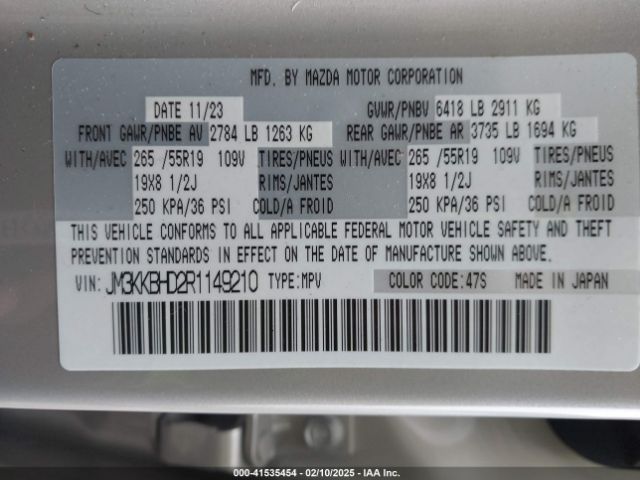 MFD. BY MAZDA MOTOR CORPORATION
DATE 11/23 GVWR/PNBV 6418 LB 2911 KG
FRONT GAWR/PNBE AV 2784 LB 1263 KG REAR GAWR/PNBE AR 3735 LB 1694 KG
WITH/AVEC 265 /55R19 109V TIRES/PNEUS WITH/AVEC 265 /55R19 109V TIRES/PNEUS
19X8 1/2J RIMS/JANTES 19X8 1/2J RIMS/JANTES
250 KPA/36 PSI COLD/A FROID 250 KPA/36 PSI COLD/A FROID
THIS VEHICLE CONFORMS TO ALL APPLICABLE FEDERAL MOTOR VEHICLE SAFETY AND THEFT
PREVENTION STANDARDS IN EFFECT ON THE DATE OF MANUFACTURE SHOWN ABOVE.
VIN: JM3KKBHD2R1149210 TYPE:MPV COLOR CODE:47S MADE IN JAPAN
000-41535454 - 02/10/2025 - IAAI.COM